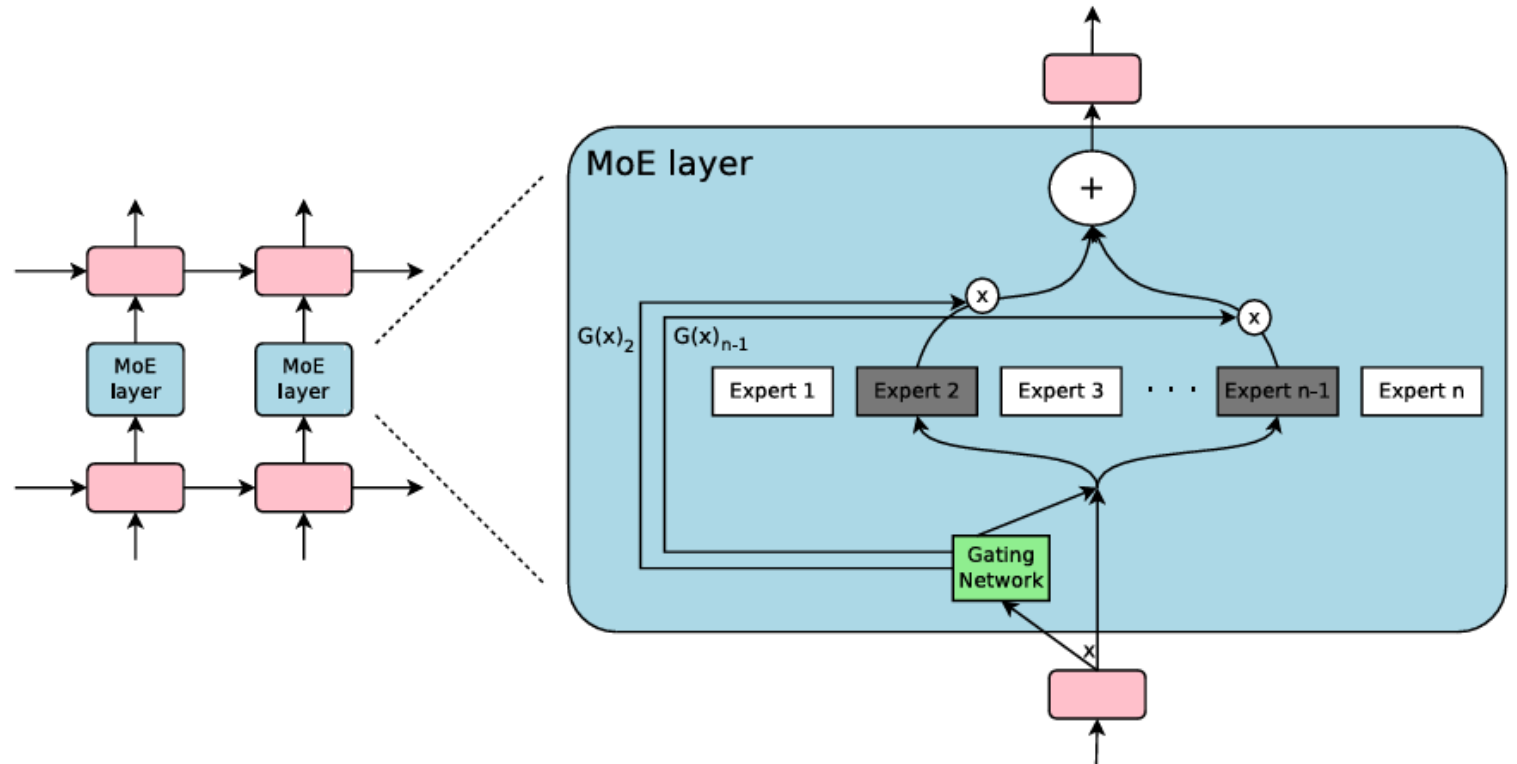 MoE layer
+
x
x
G(x)2
G(x)n-1
MoE
layer
MoE
layer
Expert 1
Expert 2
Expert 3
. . .
Expert n-1
Expert n
Gating
Network
x